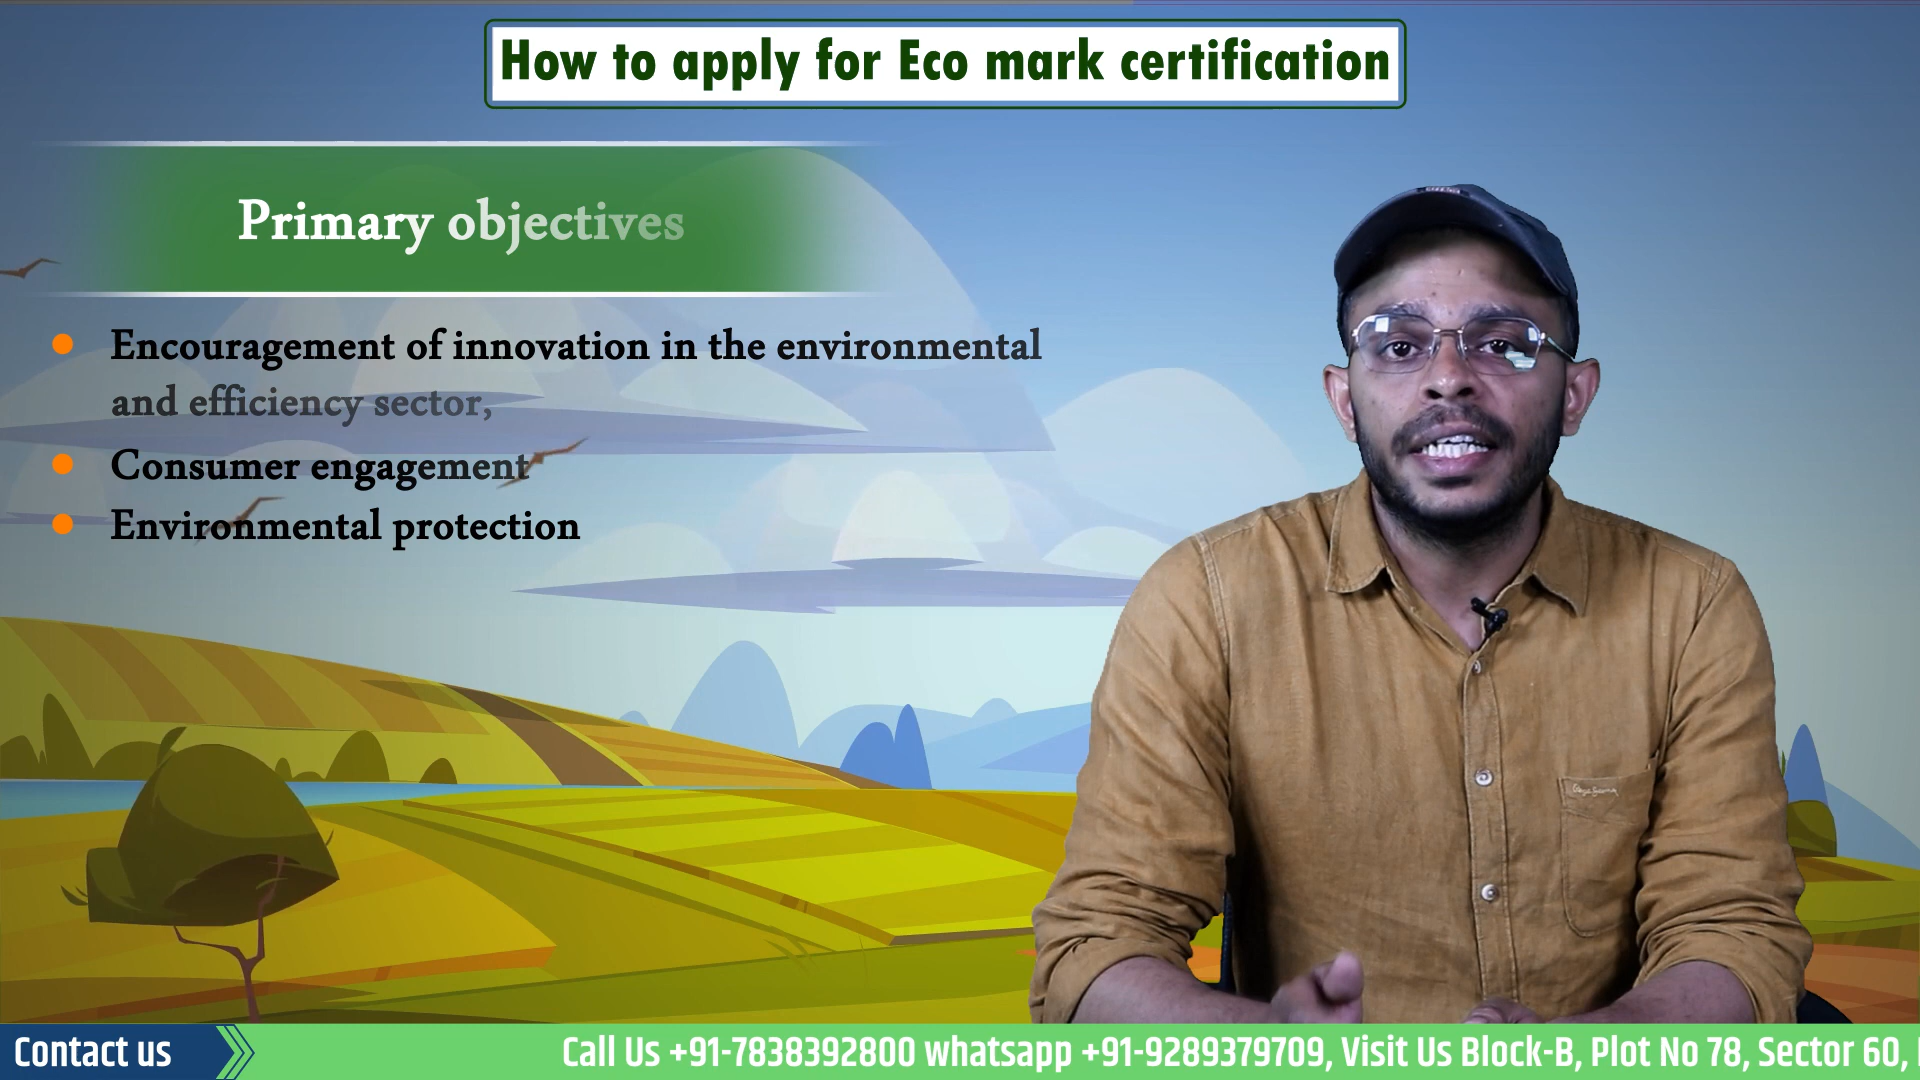 How to apply for Eco mark certification
Primary objectives
Encouragement of innovation in the environmental
and efficiency sector,
Consumer engagement
Environmental protection
Contact us
Call Us +91-7838392800 whatsapp +91-9289379709, Visit Us Block-B, Plot No 78, Sector 60,